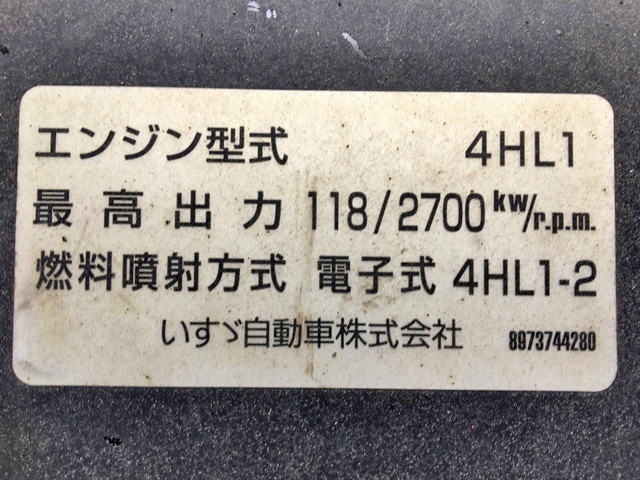 エンジン型式 4HL1
最高出力 118/2700 kw/r.p.m.
燃料噴射方式 電子式 4HL1-2
いすゞ自動車株式会社 8973744280